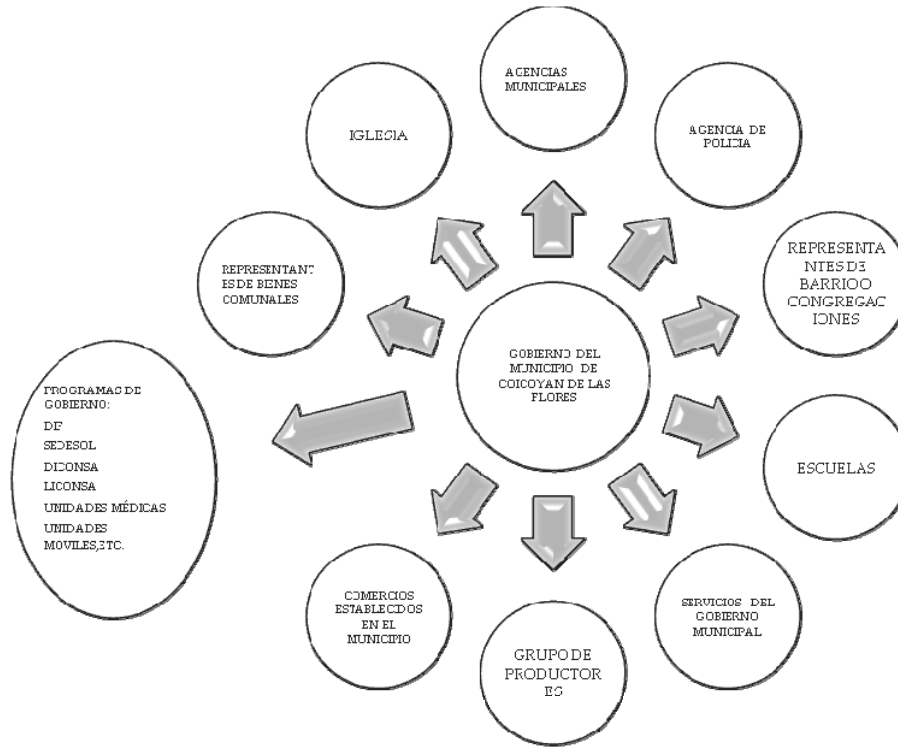 AGENCIAS
MUNICIPALES
IGLESIA
AGENCIA DE
POLICIA
REPRESENTANT
ES DE BIENES
COMUNALES
REPRESENTA
NTES DE
BARRIO O
CONGREGAC
IONES
GOBIERNO DEL
MUNICIPIO DE
COICOYAN DE LAS
FLORES
PROGRAMAS DE
GOBIERNO:
DIF
SEDESOL
DICONSA
LICONSA
UNIDADES MÉDICAS
UNIDADES
MOVILES,ETC.
ESCUELAS
COMERCIOS
ESTABLECIDOS
EN EL
MUNICIPIO
SERVICIOS DEL
GOBIERNO
MUNICIPAL
GRUPO DE
PRODUCTOR
ES